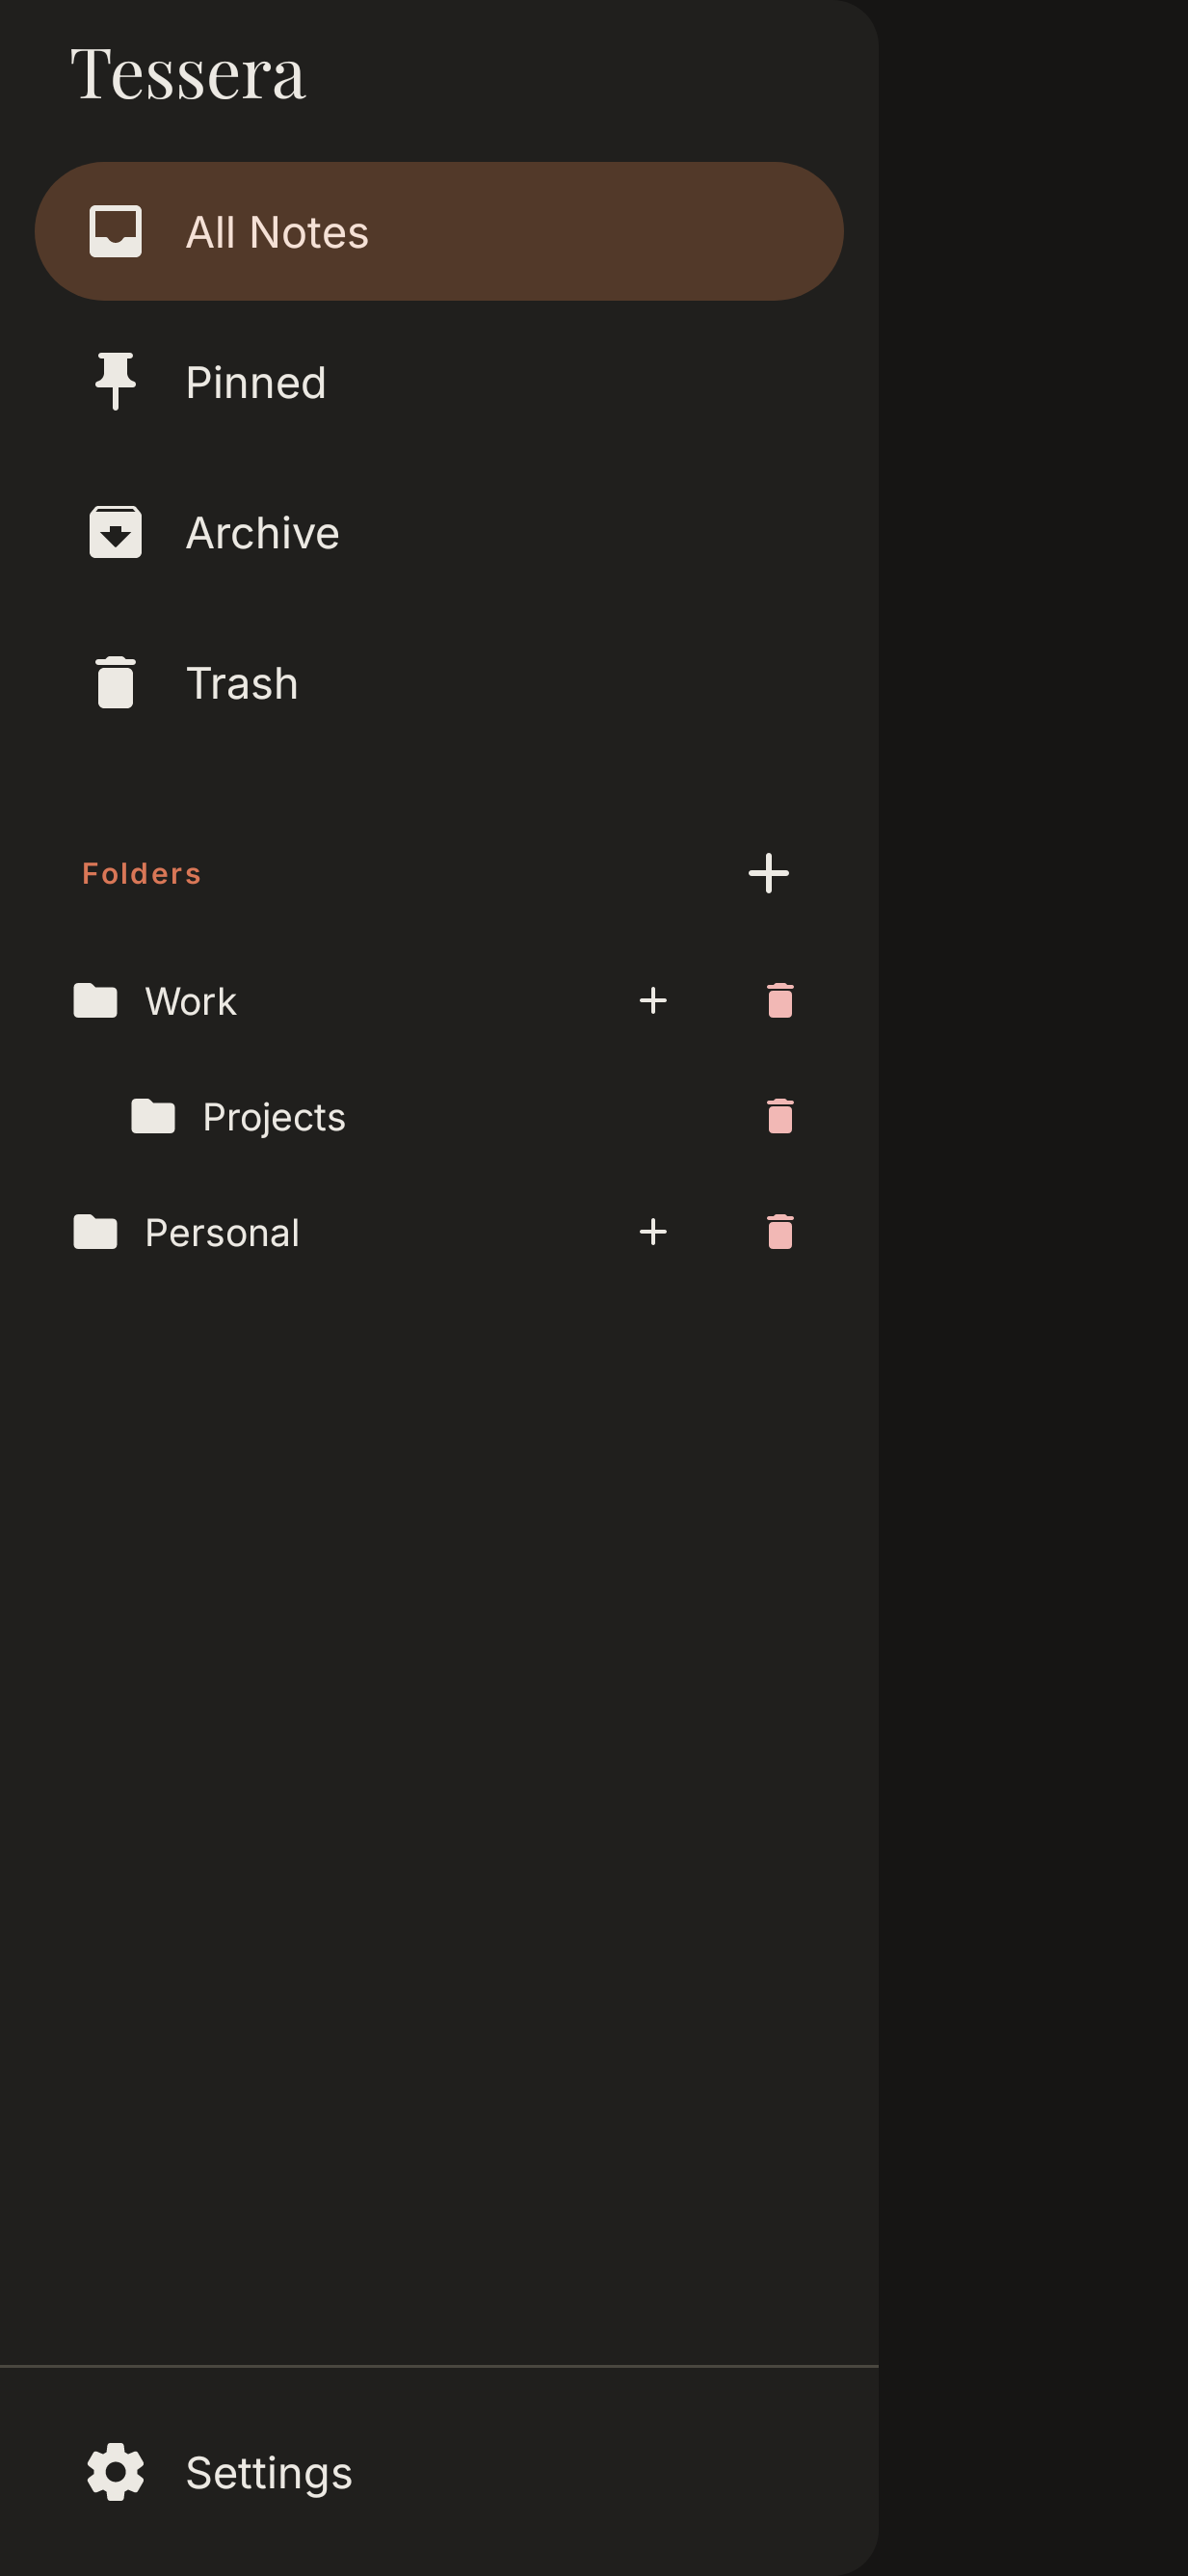 Tessera
All Notes
Pinned
Archive
Trash
Folders
Work
Projects
Personal
Settings